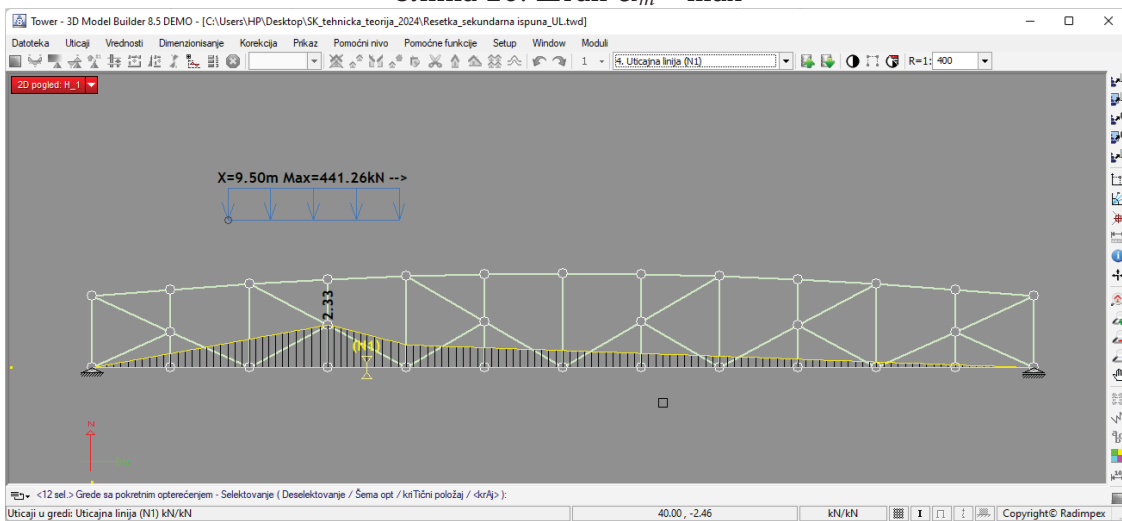 Tower - 3D Model Builder 8.5 DEMO - [C:\Users\HP\Desktop\SK_tehnicka_teorija_2024\Resetka_sekundarna ispuna_UL.twd]
Datoteka Uticaji Vrednosti Dimenzionisanje Korekcija Prikaz Pomoćni nivo Pomoćne funkcije Setup Window Moduli
1 - 4. Uticajna linija (N1) R=1: 400
2D pogled: H_1
X=9.50m Max=441.26kN -->
2.33
(N1)
N
<12 sel.> Grede sa pokretnim opterećenjem - Selektovanje ( Deselektovanje / Šema opt / kriTični položaj / <krAj> ):
Uticaji u gredi: Uticajna linija (N1) kN/kN 40.00 , -2.46 kN/kN Copyright© Radimpex